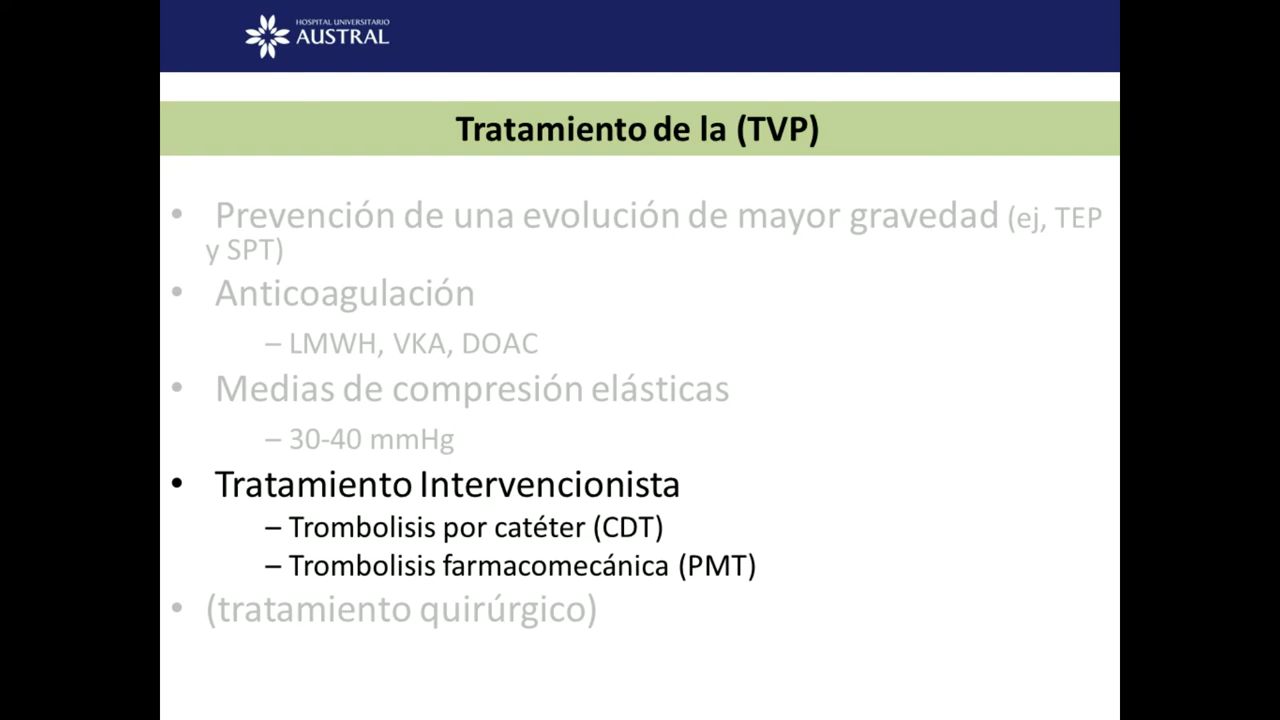 HOSPITAL UNIVERSITARIO
AUSTRAL
Tratamiento de la (TVP)
• Prevención de una evolución de mayor gravedad (ej, TEP
y SPT)
• Anticoagulación
– LMWH, VKA, DOAC
• Medias de compresión elásticas
– 30-40 mmHg
• Tratamiento Intervencionista
– Trombolisis por catéter (CDT)
– Trombolisis farmacomecánica (PMT)
• (tratamiento quirúrgico)